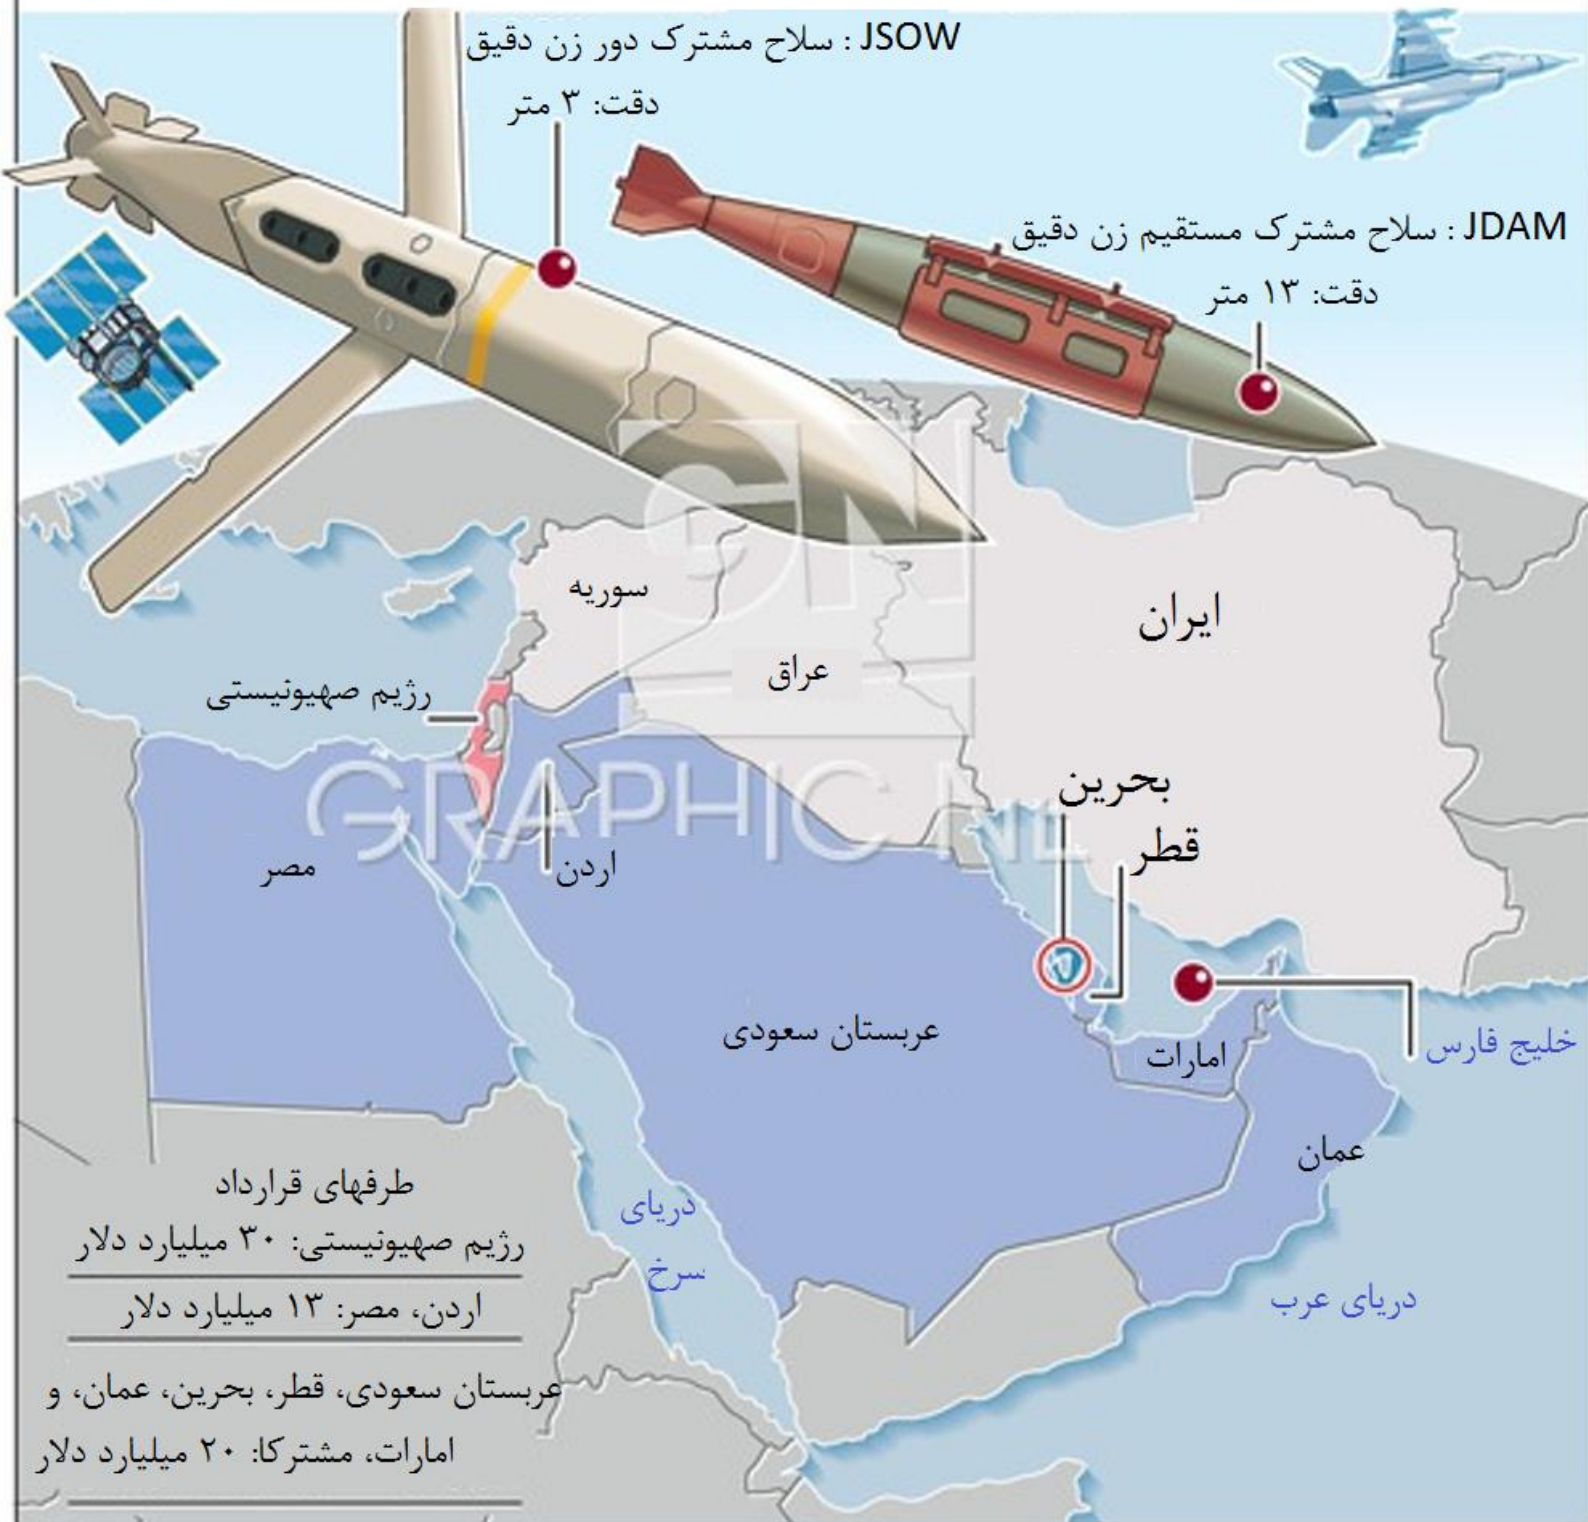 JSOW : سلاح مشترک دور زن دقیق
دقت: ۳ متر
JDAM : سلاح مشترک مستقیم زن دقیق
دقت: ۱۳ متر
سوریه
ایران
عراق
رژیم صهیونیستی
بحرین
قطر
GN
GRAPHIC NEWS
مصر
اردن
عربستان سعودی
امارات
خلیج فارس
عمان
دریای
سرخ
دریای عرب
طرفهای قرارداد
رژیم صهیونیستی: ۳۰ میلیارد دلار
اردن، مصر: ۱۳ میلیارد دلار
عربستان سعودی، قطر، بحرین، عمان، و
امارات، مشترکا: ۲۰ میلیارد دلار